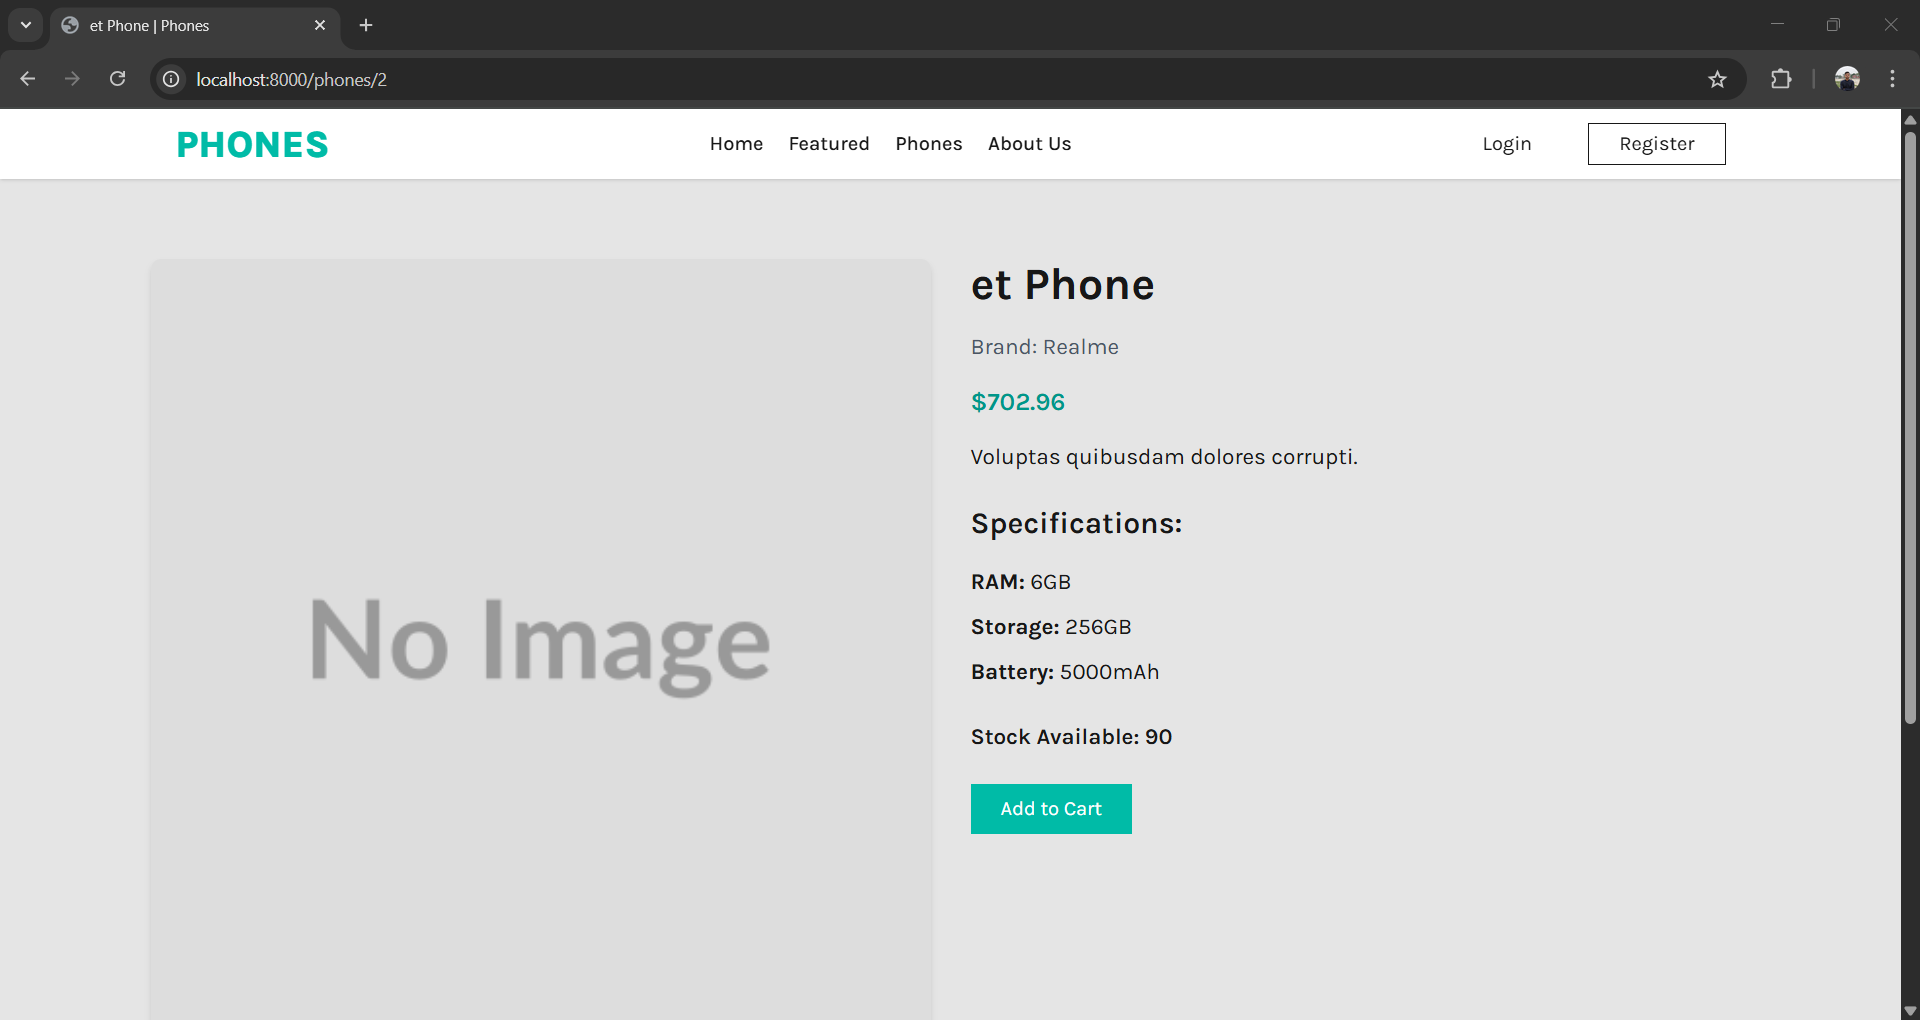 et Phone | Phones
localhost:8000/phones/2
PHONES
Home Featured Phones About Us
Login Register
et Phone
Brand: Realme
$702.96
Voluptas quibusdam dolores corrupti.
Specifications:
RAM: 6GB
Storage: 256GB
Battery: 5000mAh
Stock Available: 90
Add to Cart
No Image